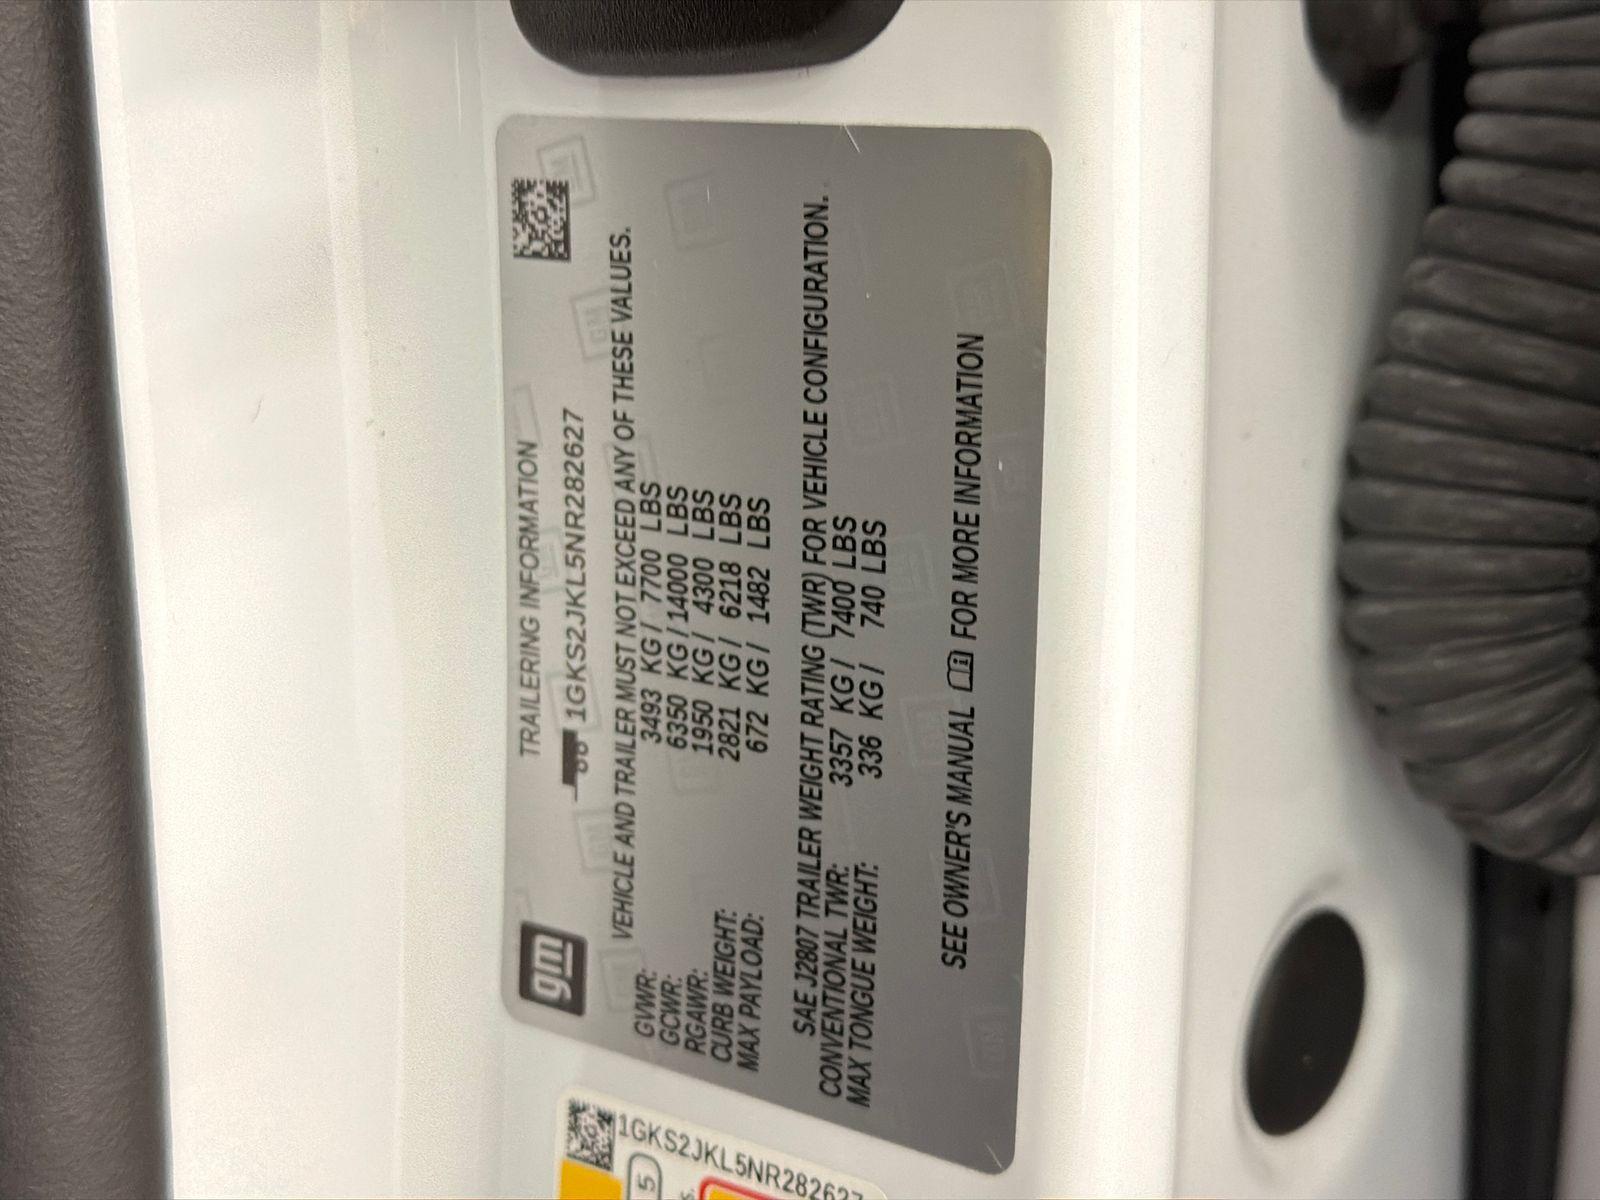 gm
TRAILERING INFORMATION
1GKS2JKL5NR282627
VEHICLE AND TRAILER MUST NOT EXCEED ANY OF THESE VALUES.
GVWR: 3493 KG / 7700 LBS
GCWR: 6350 KG / 14000 LBS
RGAWR: 1950 KG / 4300 LBS
CURB WEIGHT: 2821 KG / 6218 LBS
MAX PAYLOAD: 672 KG / 1482 LBS
SAE J2807 TRAILER WEIGHT RATING (TWR) FOR VEHICLE CONFIGURATION.
CONVENTIONAL TWR: 3357 KG / 7400 LBS
MAX TONGUE WEIGHT: 336 KG / 740 LBS
SEE OWNER'S MANUAL FOR MORE INFORMATION
1GKS2JKL5NR282627
5